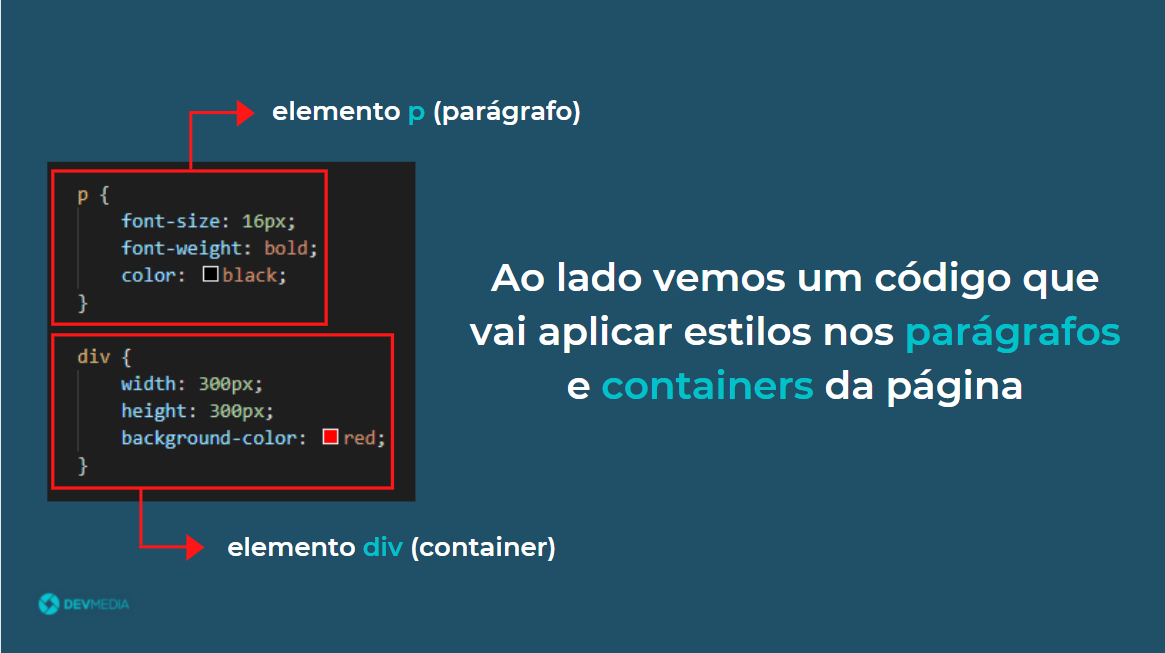 elemento p (parágrafo)
p {
font-size: 16px;
font-weight: bold;
color: black;
}
div {
width: 300px;
height: 300px;
background-color: red;
}
elemento div (container)
Ao lado vemos um código que
vai aplicar estilos nos parágrafos
e containers da página
DEVMEDIA